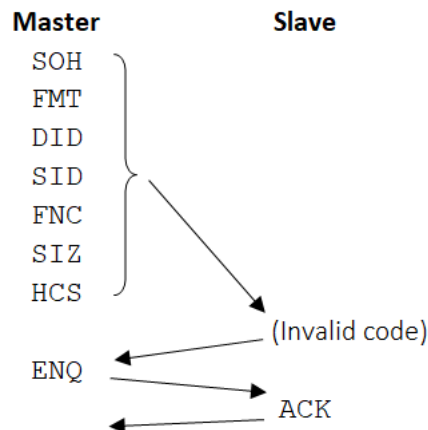 Master Slave
SOH
FMT
DID
SID
FNC
SIZ
HCS
(Invalid code)
ENQ
ACK